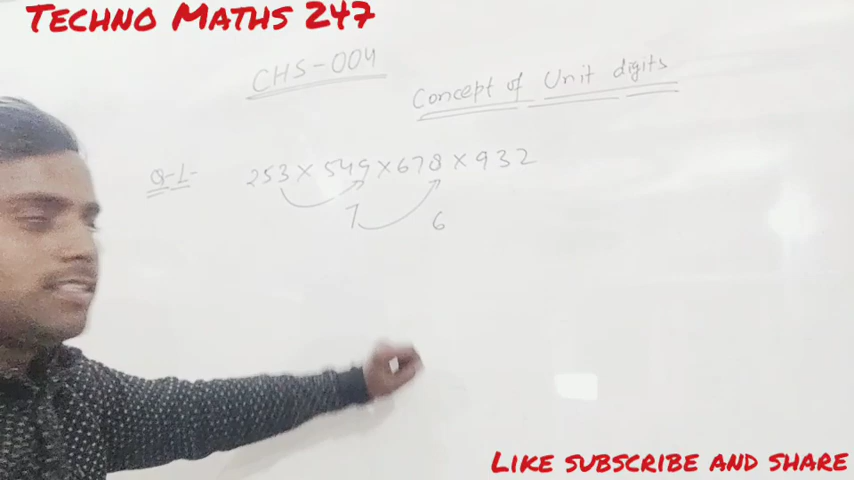 TECHNO MATHS 247
CHS-004
Concept of Unit digits
Q-1- 253 × 549 × 678 × 932
7 6
LIKE SUBSCRIBE AND SHARE